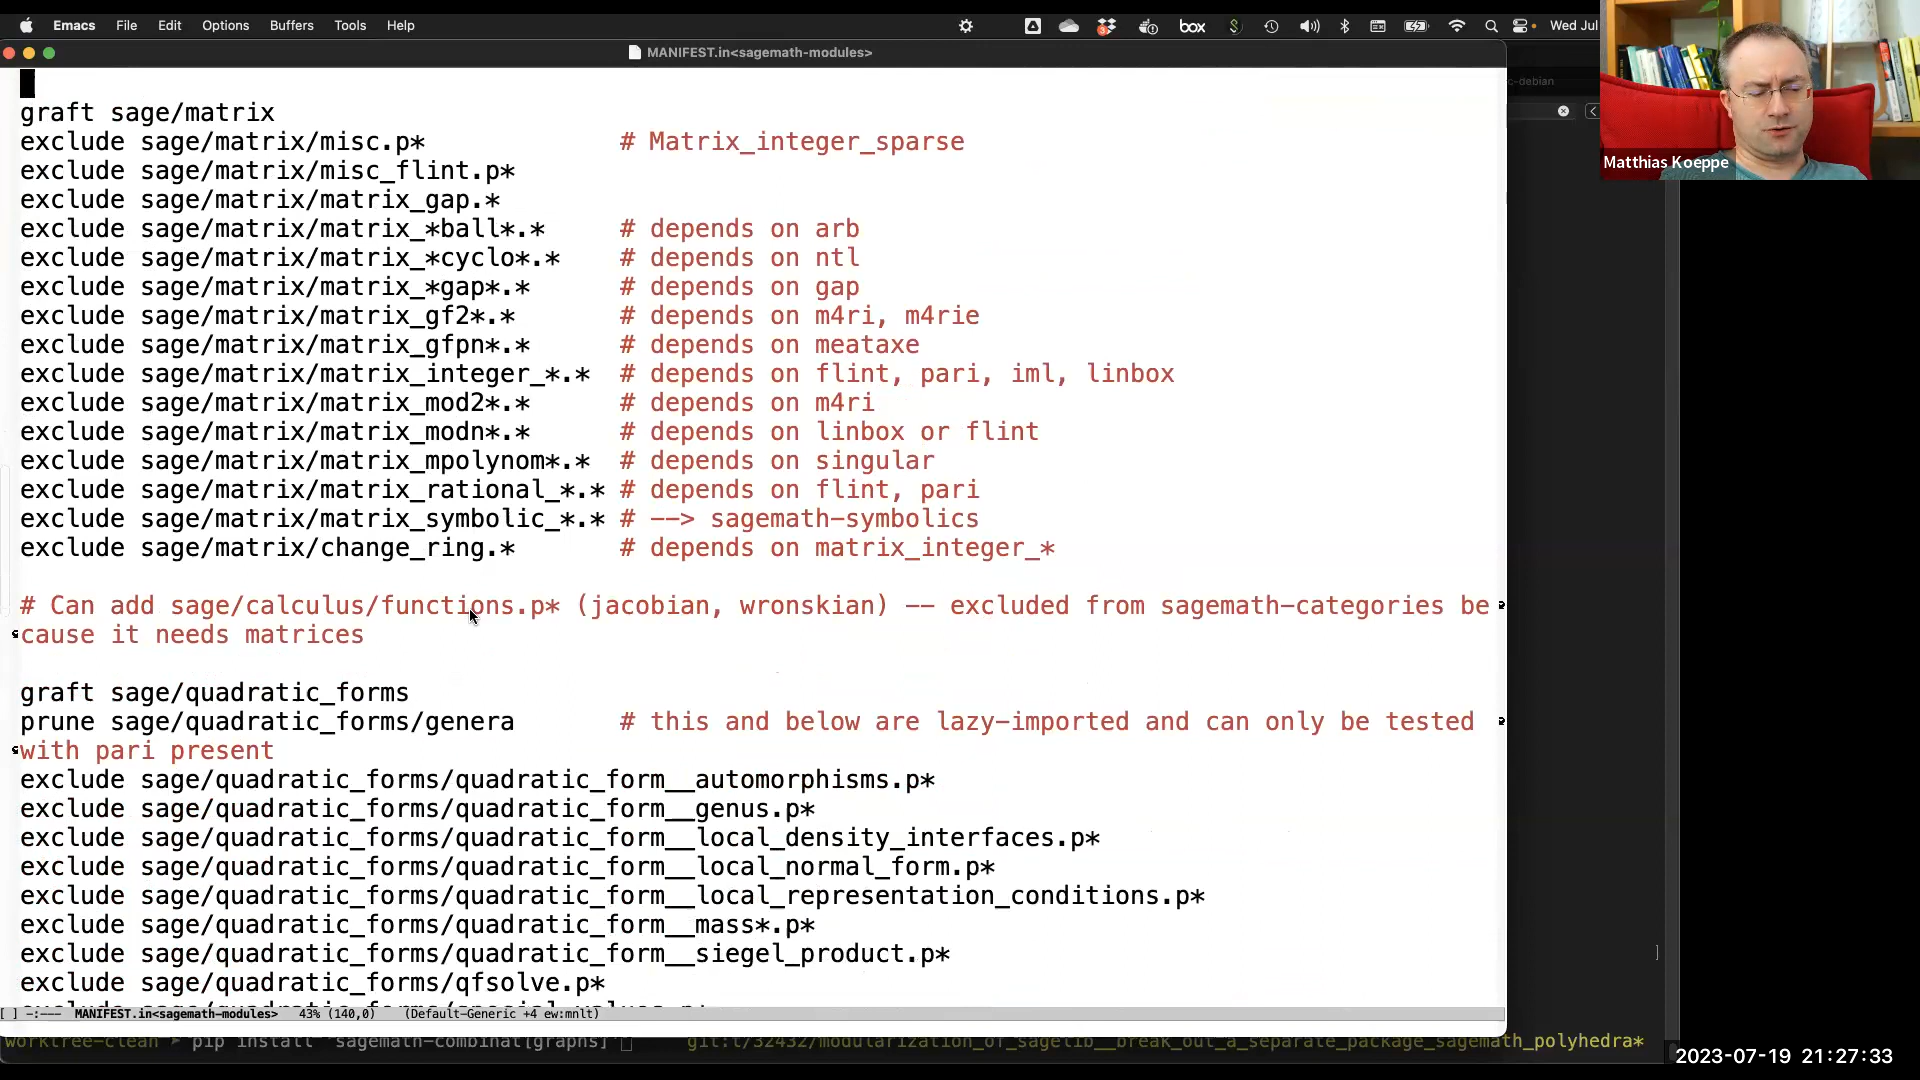 Emacs File Edit Options Buffers Tools Help
box
Wed Jul
MANIFEST.in<sagemath-modules>
c-debian
graft sage/matrix
exclude sage/matrix/misc.p* # Matrix_integer_sparse
exclude sage/matrix/misc_flint.p*
exclude sage/matrix/matrix_gap.*
exclude sage/matrix/matrix_*ball*.* # depends on arb
exclude sage/matrix/matrix_*cyclo*.* # depends on ntl
exclude sage/matrix/matrix_*gap*.* # depends on gap
exclude sage/matrix/matrix_gf2*.* # depends on m4ri, m4rie
exclude sage/matrix/matrix_gfpn*.* # depends on meataxe
exclude sage/matrix/matrix_integer_*.* # depends on flint, pari, iml, linbox
exclude sage/matrix/matrix_mod2*.* # depends on m4ri
exclude sage/matrix/matrix_modn*.* # depends on linbox or flint
exclude sage/matrix/matrix_mpolynom*.* # depends on singular
exclude sage/matrix/matrix_rational_*.* # depends on flint, pari
exclude sage/matrix/matrix_symbolic_*.* # --> sagemath-symbolics
exclude sage/matrix/change_ring.* # depends on matrix_integer_*
# Can add sage/calculus/functions.p* (jacobian, wronskian) -- excluded from sagemath-categories be
cause it needs matrices
graft sage/quadratic_forms
prune sage/quadratic_forms/genera # this and below are lazy-imported and can only be tested
with pari present
exclude sage/quadratic_forms/quadratic_form__automorphisms.p*
exclude sage/quadratic_forms/quadratic_form__genus.p*
exclude sage/quadratic_forms/quadratic_form__local_density_interfaces.p*
exclude sage/quadratic_forms/quadratic_form__local_normal_form.p*
exclude sage/quadratic_forms/quadratic_form__local_representation_conditions.p*
exclude sage/quadratic_forms/quadratic_form__mass*.p*
exclude sage/quadratic_forms/quadratic_form__siegel_product.p*
exclude sage/quadratic_forms/qfsolve.p*
exclude sage/quadratic_forms/special_values.p*
[ ] -:--- MANIFEST.in<sagemath-modules> 43% (140,0) (Default-Generic +4 ew:mnlt)
worktree-clean ► pip install "sagemath-combinat[graphs]" git:t/32432/modularization_of_sagelib__break_out_a_separate_package_sagemath_polyhedra*
Matthias Koeppe
2023-07-19 21:27:33